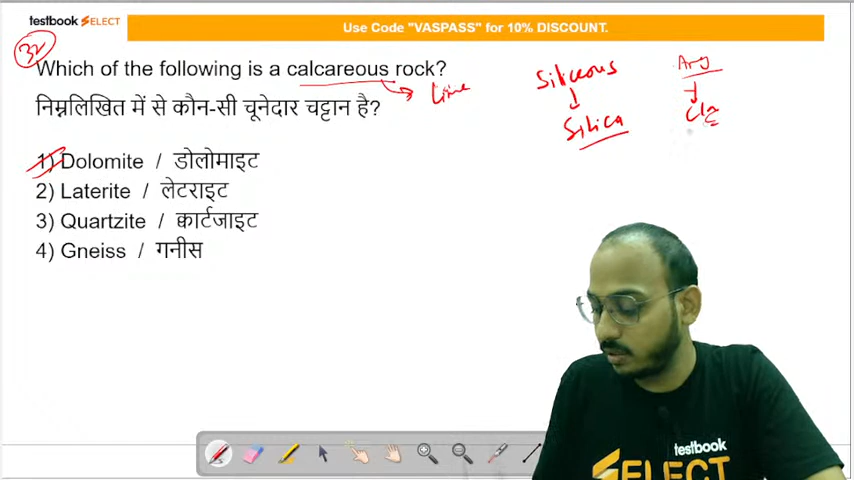 testbook SELECT
Use Code "VASPASS" for 10% DISCOUNT.
32
Which of the following is a calcareous rock?
निम्नलिखित में से कौन-सी चूनेदार चट्टान है?
Lime
Siliceous
Silica
Arg
Cla
1) Dolomite / डोलोमाइट
2) Laterite / लेटराइट
3) Quartzite / क्वार्टजाइट
4) Gneiss / गनीस
testbook
SELECT